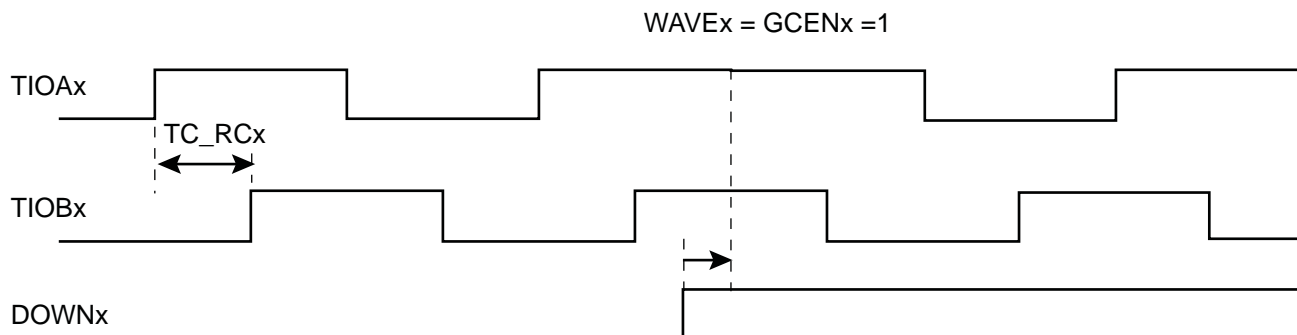 WAVEx = GCENx =1
TIOAx
TC_RCx
TIOBx
DOWNx